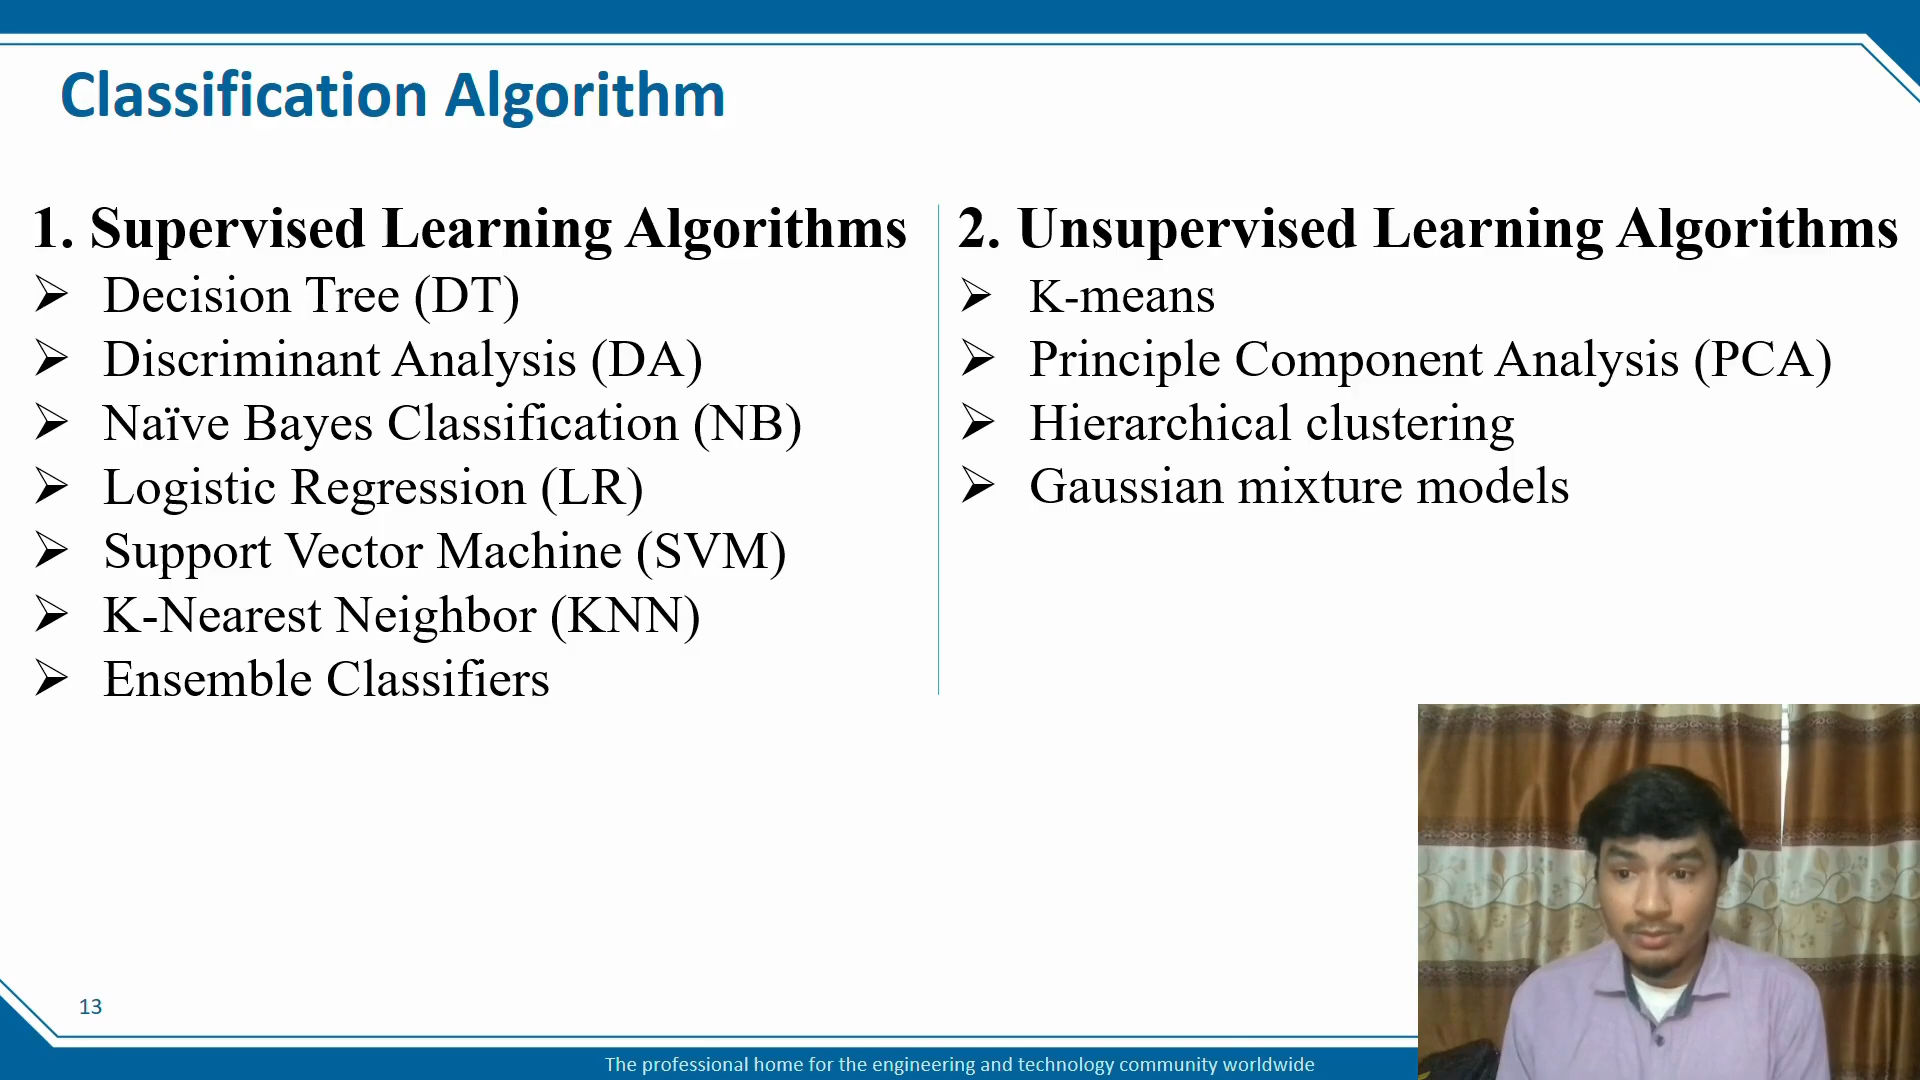 Classification Algorithm
1. Supervised Learning Algorithms
➢ Decision Tree (DT)
➢ Discriminant Analysis (DA)
➢ Naïve Bayes Classification (NB)
➢ Logistic Regression (LR)
➢ Support Vector Machine (SVM)
➢ K-Nearest Neighbor (KNN)
➢ Ensemble Classifiers
2. Unsupervised Learning Algorithms
➢ K-means
➢ Principle Component Analysis (PCA)
➢ Hierarchical clustering
➢ Gaussian mixture models
13
The professional home for the engineering and technology community worldwide